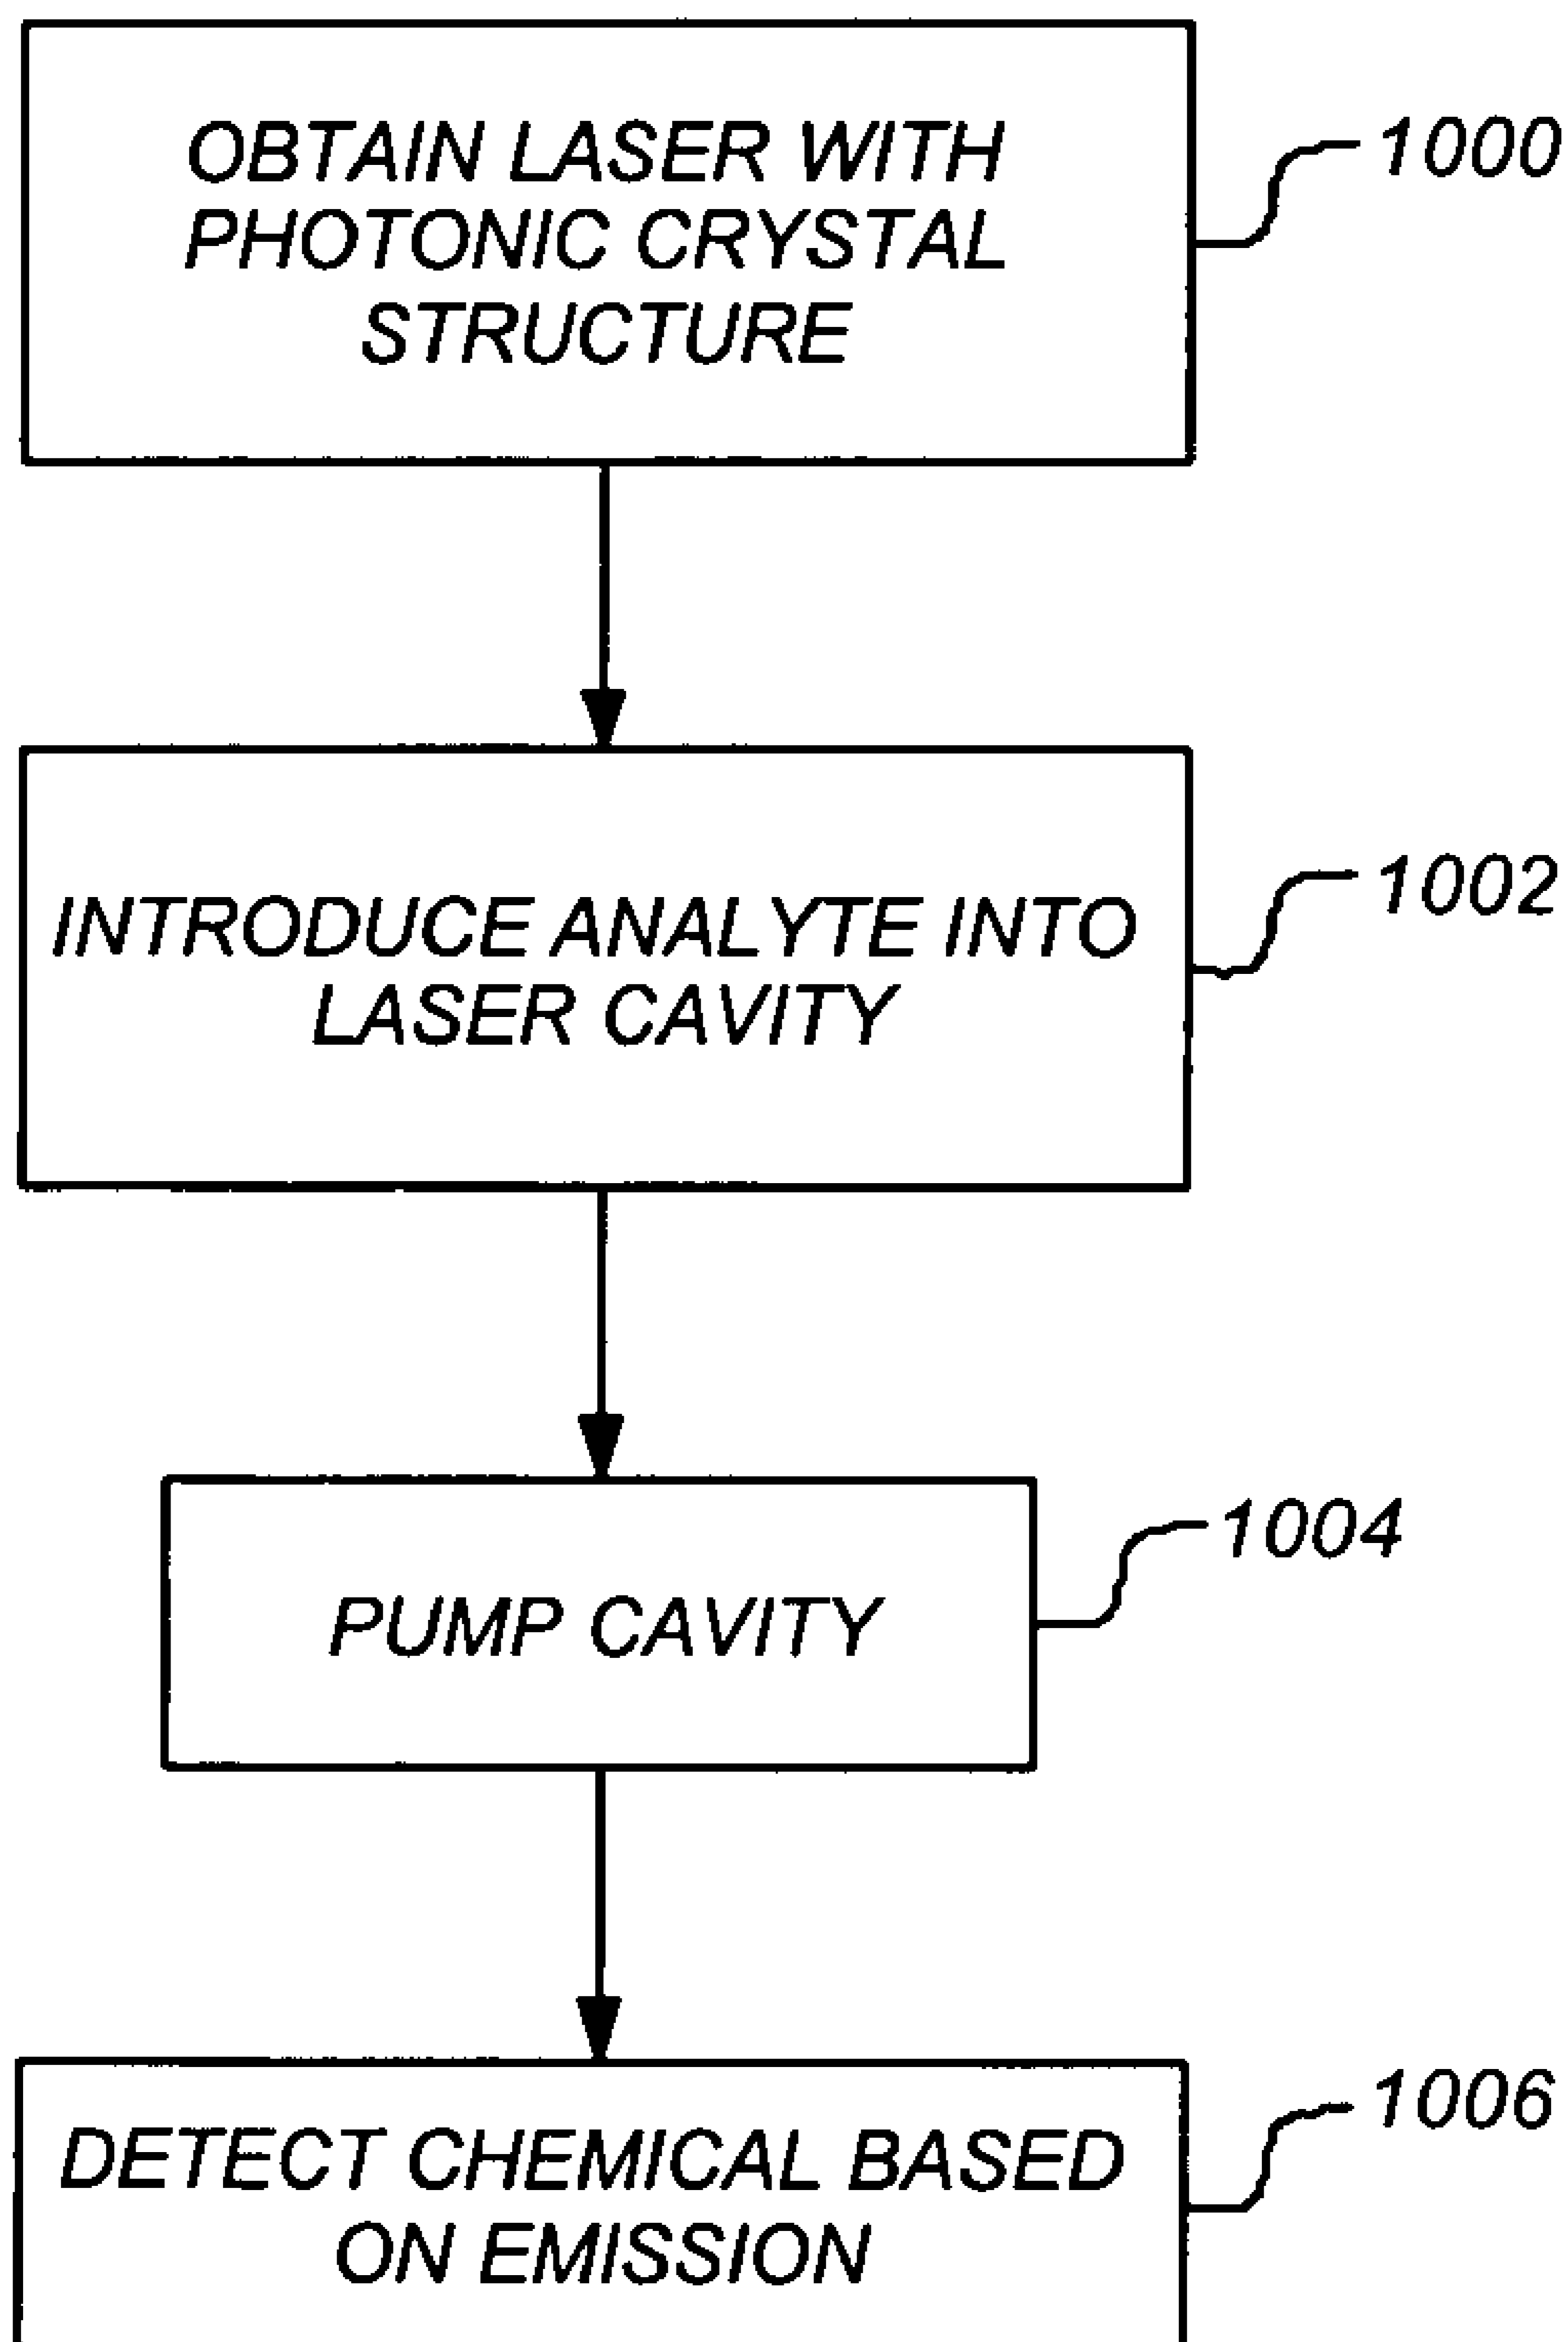 OBTAIN LASER WITH
PHOTONIC CRYSTAL
STRUCTURE
1000
INTRODUCE ANALYTE INTO
LASER CAVITY
1002
PUMP CAVITY
1004
DETECT CHEMICAL BASED
ON EMISSION
1006